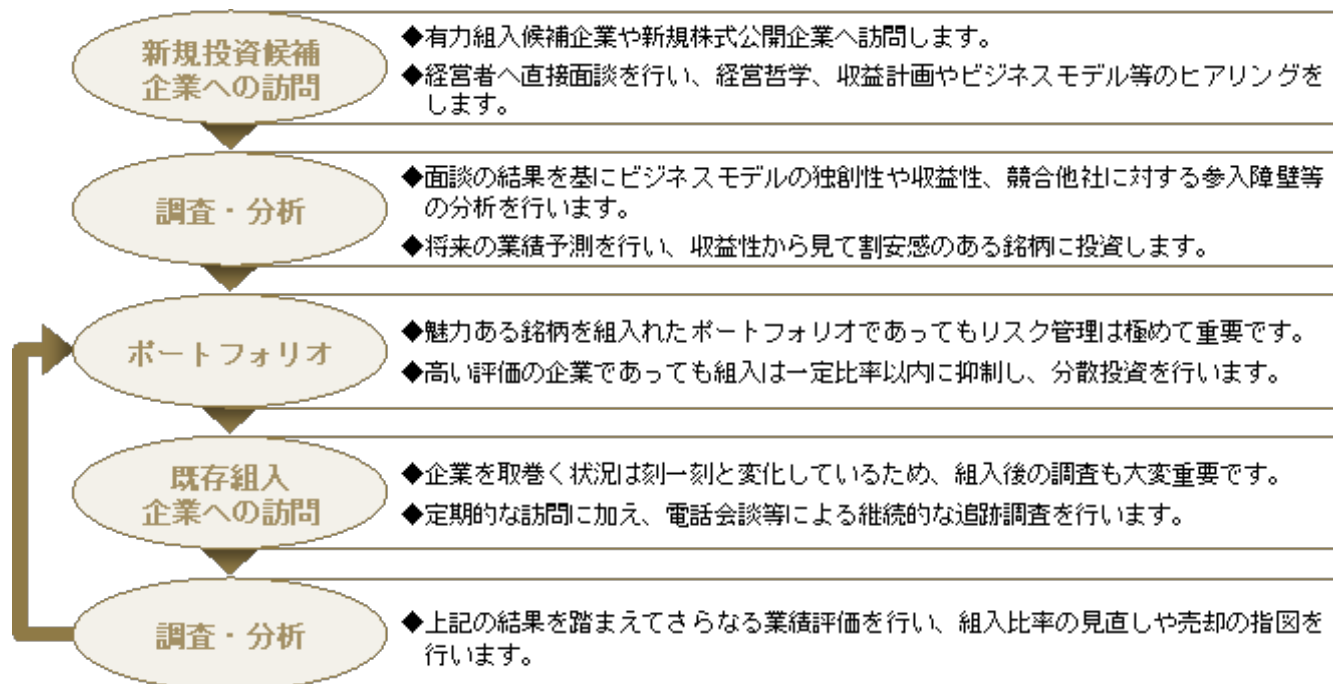 新規投資候補
企業への訪問
◆有力組入候補企業や新規株式公開企業へ訪問します。
◆経営者へ直接面談を行い、経営哲学、収益計画やビジネスモデル等のヒアリングを
します。
調査・分析
◆面談の結果を基にビジネスモデルの独創性や収益性、競合他社に対する参入障壁等
の分析を行います。
◆将来の業績予測を行い、収益性から見て割安感のある銘柄に投資します。
ポートフォリオ
◆魅力ある銘柄を組入れたポートフォリオであってもリスク管理は極めて重要です。
◆高い評価の企業であっても組入は一定比率以内に抑制し、分散投資を行います。
既存組入
企業への訪問
◆企業を取巻く状況は刻一刻と変化しているため、組入後の調査も大変重要です。
◆定期的な訪問に加え、電話会談等による継続的な追跡調査を行います。
調査・分析
◆上記の結果を踏まえてさらなる業績評価を行い、組入比率の見直しや売却の指図を
行います。